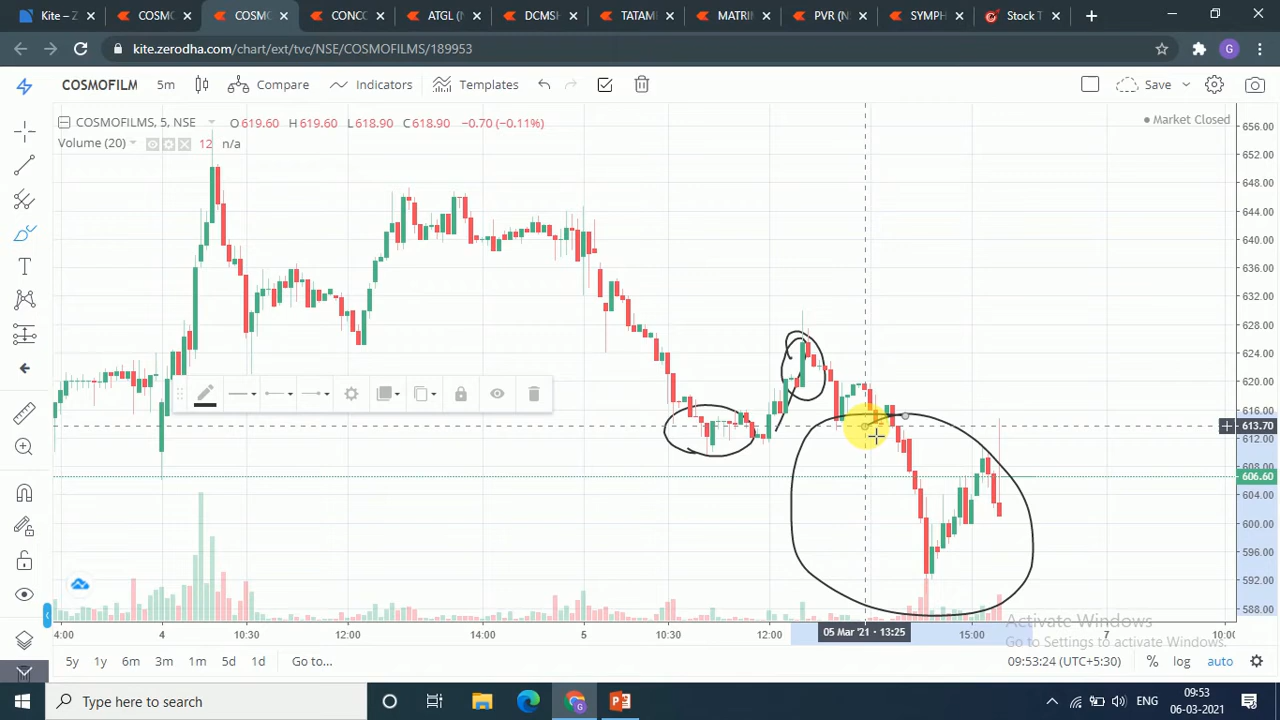 Kite – Z COSMO COSMO CONCO ATGL (N DCMSH TATAM MATRI PVR (NS SYMPH Stock T
kite.zerodha.com/chart/ext/tvc/NSE/COSMOFILMS/189953 G
COSMOFILM 5m Compare Indicators Templates Save
COSMOFILMS, 5, NSE O619.60 H619.60 L618.90 C618.90 −0.70 (−0.11%) Market Closed
Volume (20) 12 n/a
656.00
652.00
648.00
644.00
640.00
636.00
632.00
628.00
624.00
620.00
616.00
613.70
612.00
608.00
606.60
604.00
600.00
596.00
592.00
588.00
4:00 4 10:30 12:00 14:00 5 10:30 12:00 05 Mar '21 • 13:25 15:00 7 10:00
Activate Windows
Go to Settings to activate Windows.
5y 1y 6m 3m 1m 5d 1d Go to... 09:53:24 (UTC+5:30) % log auto
Type here to search ENG 09:53
06-03-2021